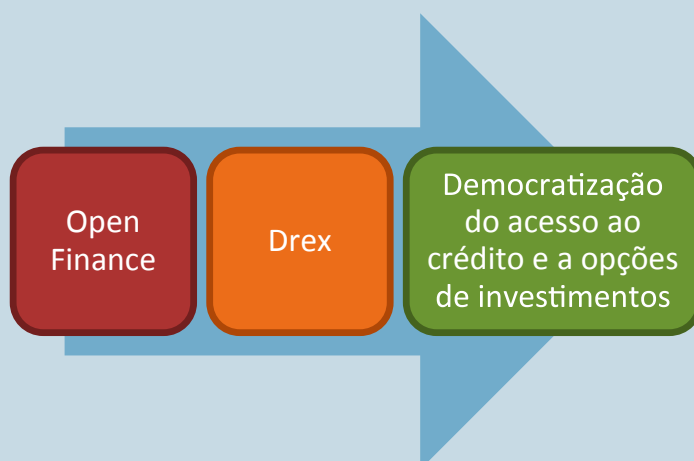 Open
Finance
Drex
Democratização
do acesso ao
crédito e a opções
de investimentos